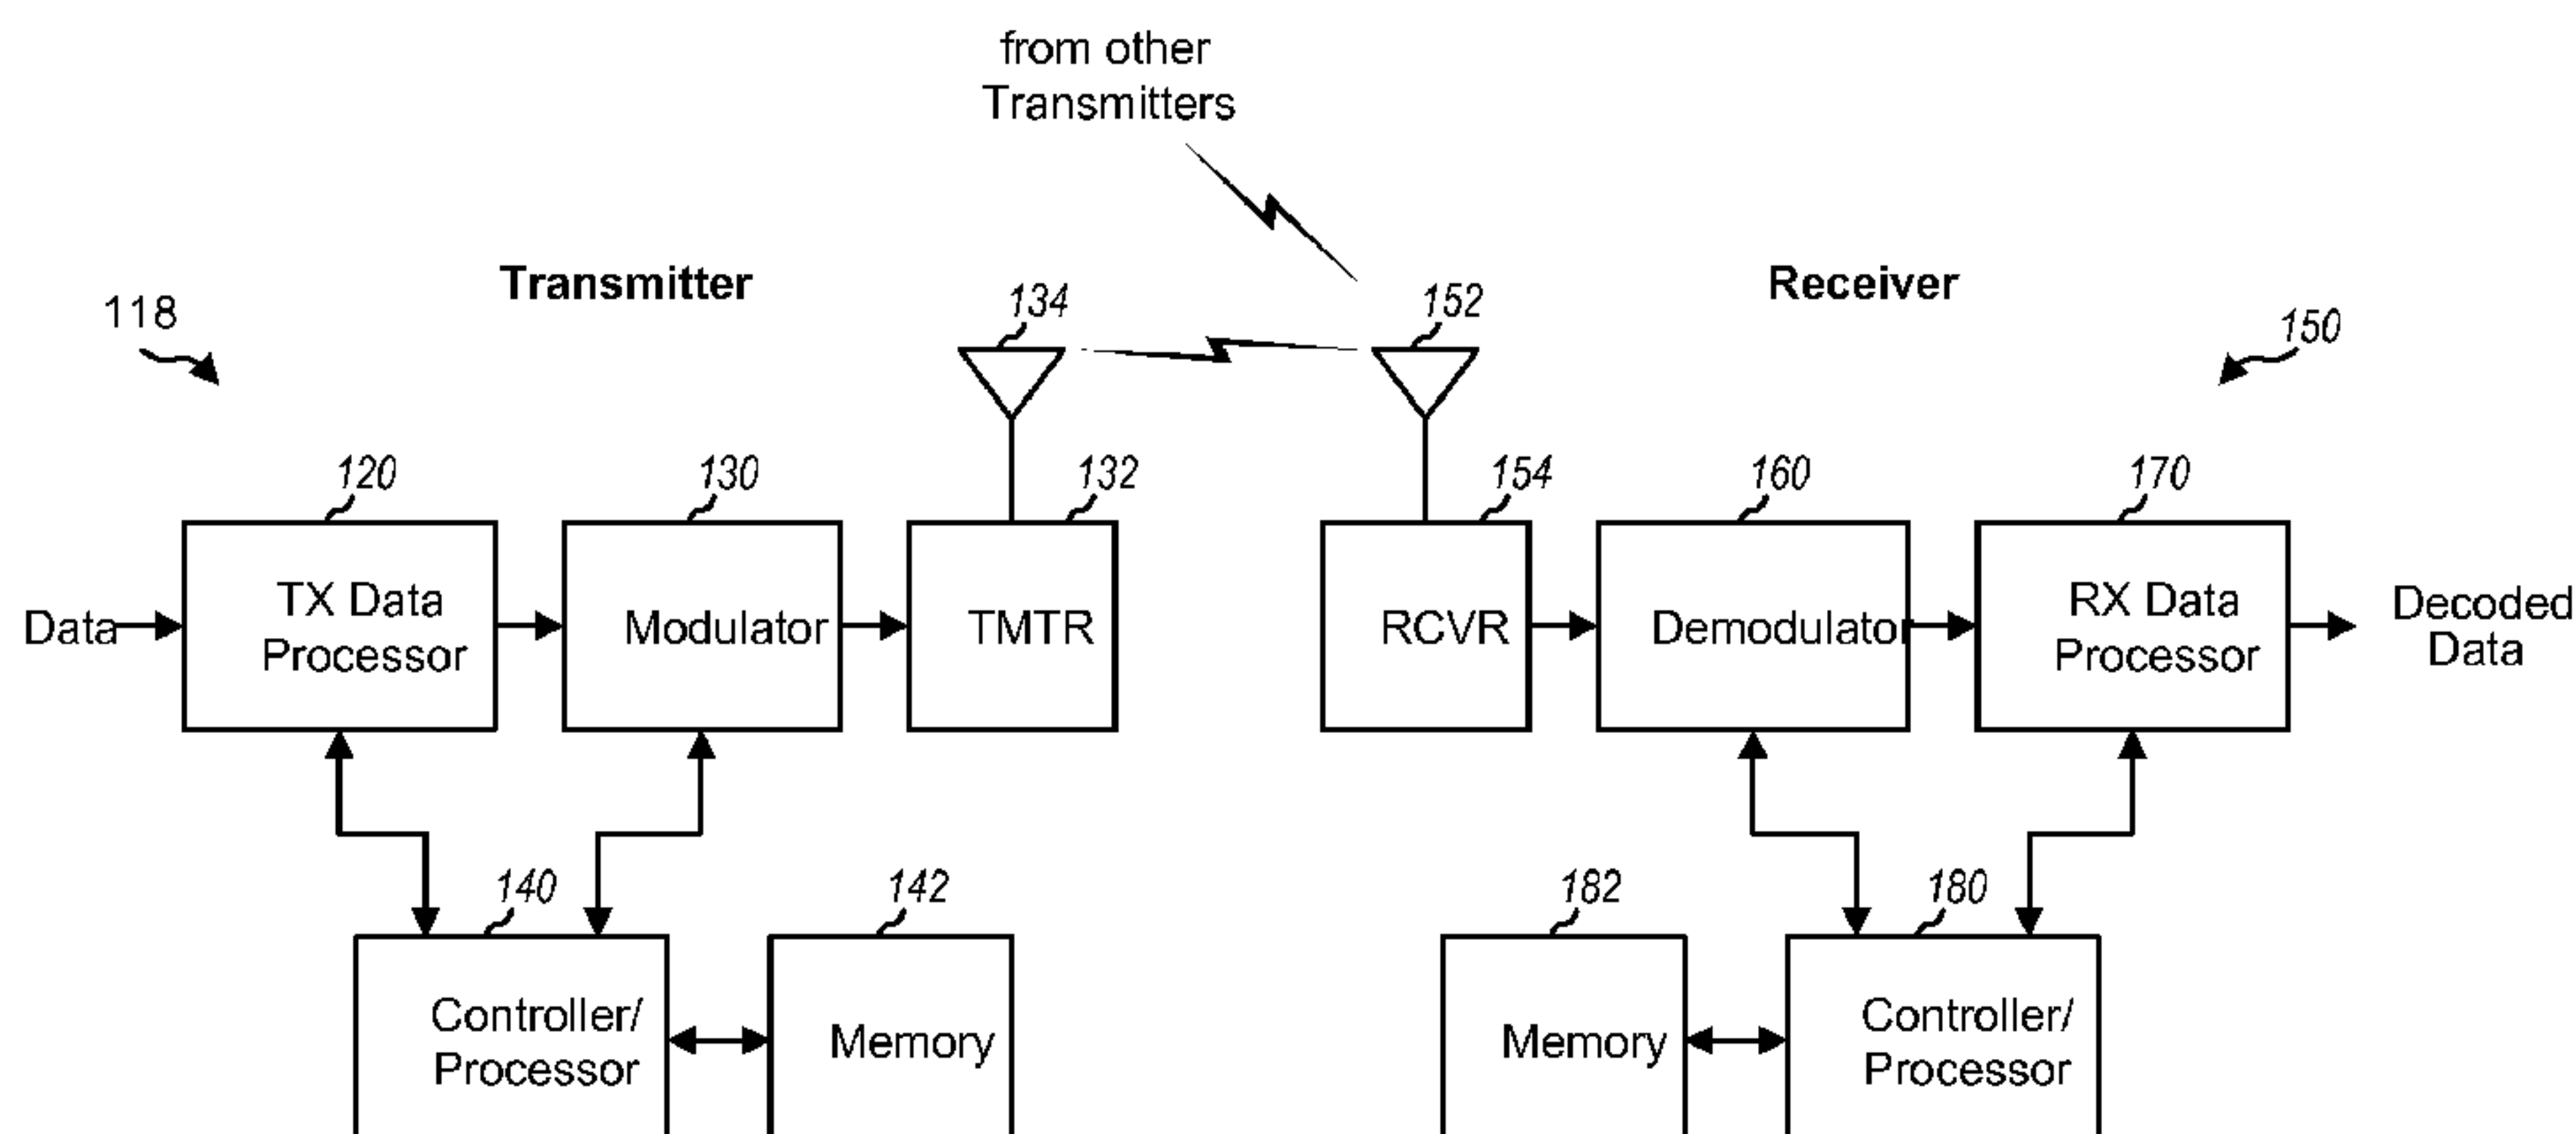 from other
Transmitters
Transmitter
Receiver
118
134
152
150
120
130
132
154
160
170
Data
TX Data
Processor
Modulator
TMTR
RCVR
Demodulator
RX Data
Processor
Decoded
Data
140
142
182
180
Controller/
Processor
Memory
Memory
Controller/
Processor